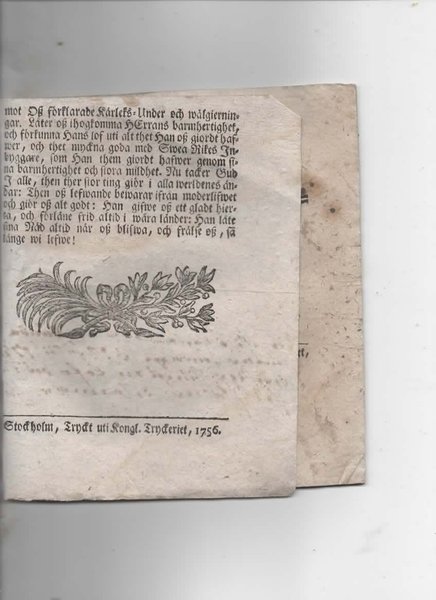 mot Oß förklarade Kärleks-Under och wälgiernin-
gar. Låter oß ihogkomma HErrans barmhertighet,
och förkunna Hans lof uti alt thet Han oß giordt haf-
wer, och thet myckna goda med Swea Rikes In-
byggare, som Han them giordt hafwer genom si-
na barmhertighet och stora mildhet. Nu tacker Gud
I alle, then ther stor ting giör i alla werldenes än-
dar: Then oß lefwande bewarar ifrån moderlifwet
och giör oß alt godt: Han gifwe oß ett gladt hier-
ta, och förläne frid altid i wåra länder: Han låte
sina Nåd altid når oß blifwa, och frälse oß, så
länge wi lefwe!
Stockholm, Tryckt uti Kongl. Tryckeriet, 1756.